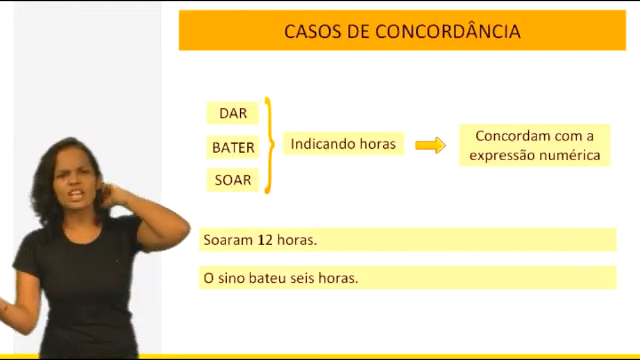 CASOS DE CONCORDÂNCIA
DAR
BATER
SOAR
Indicando horas
Concordam com a
expressão numérica
Soaram 12 horas.
O sino bateu seis horas.